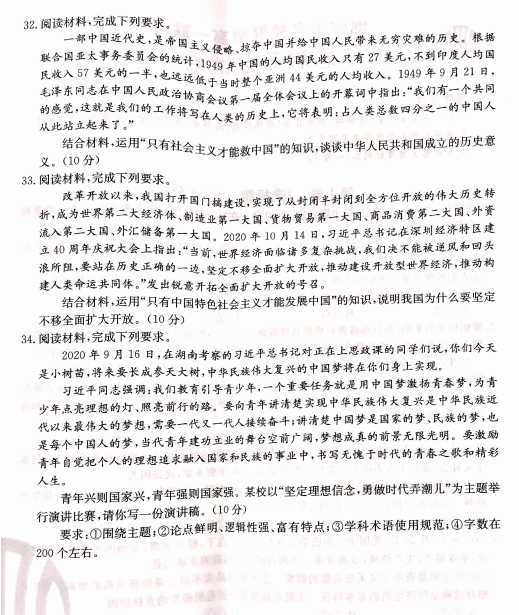 32. 阅读材料,完成下列要求。
一部中国近代史,是帝国主义侵略、掠夺中国并给中国人民带来无穷灾难的历史。根据
联合国亚太事务委员会的统计,1949 年中国的人均国民收入只有 27 美元,不到印度人均国
民收入 57 美元的一半,也远远低于当时整个亚洲 44 美元的人均收入。1949 年 9 月 21 日,
毛泽东同志在中国人民政治协商会议第一届全体会议上的开幕词中指出:“我们有一个共同
的感觉,这就是我们的工作将写在人类的历史上,它将表明:占人类总数四分之一的中国人
从此站立起来了。”
结合材料,运用“只有社会主义才能救中国”的知识,谈谈中华人民共和国成立的历史意
义。(10 分)
33. 阅读材料,完成下列要求。
改革开放以来,我国打开国门搞建设,实现了从封闭半封闭到全方位开放的伟大历史转
折,成为世界第二大经济体、制造业第一大国、货物贸易第一大国、商品消费第二大国、外资
流入第二大国、外汇储备第一大国。2020 年 10 月 14 日,习近平总书记在深圳经济特区建
立 40 周年庆祝大会上指出:“当前,世界经济面临诸多复杂挑战,我们决不能被逆风和回头
浪所阻,要站在历史正确的一边,坚定不移全面扩大开放,推动建设开放型世界经济,推动构
建人类命运共同体。”发出锐意开拓全面扩大开放的号召。
结合材料,运用“只有中国特色社会主义才能发展中国”的知识,说明我国为什么要坚定
不移全面扩大开放。(10 分)
34. 阅读材料,完成下列要求。
2020 年 9 月 16 日,在湖南考察的习近平总书记对正在上思政课的同学们说,你们今天
是小树苗,将来要长成参天大树,中华民族伟大复兴的中国梦将在你们身上实现。
习近平同志强调:我们教育引导青少年,一个重要任务就是用中国梦激扬青春梦,为青
少年点亮理想的灯、照亮前行的路。要向青年讲清楚实现中华民族伟大复兴是中华民族近
代以来最伟大的梦想,需要一代又一代人接续奋斗;讲清楚中国梦是国家的梦、民族的梦,也
是每个中国人的梦,当代青年建功立业的舞台空前广阔,梦想成真的前景无限光明。要激励
青年自觉把个人的理想追求融入国家和民族的事业中,书写无愧于时代的青春之歌和精彩
人生。
青年兴则国家兴,青年强则国家强。某校以“坚定理想信念,勇做时代弄潮儿”为主题举
行演讲比赛,请你写一份演讲稿。(10 分)
要求:①围绕主题;②论点鲜明、逻辑性强、富有特点;③学科术语使用规范;④字数在
200 个左右。